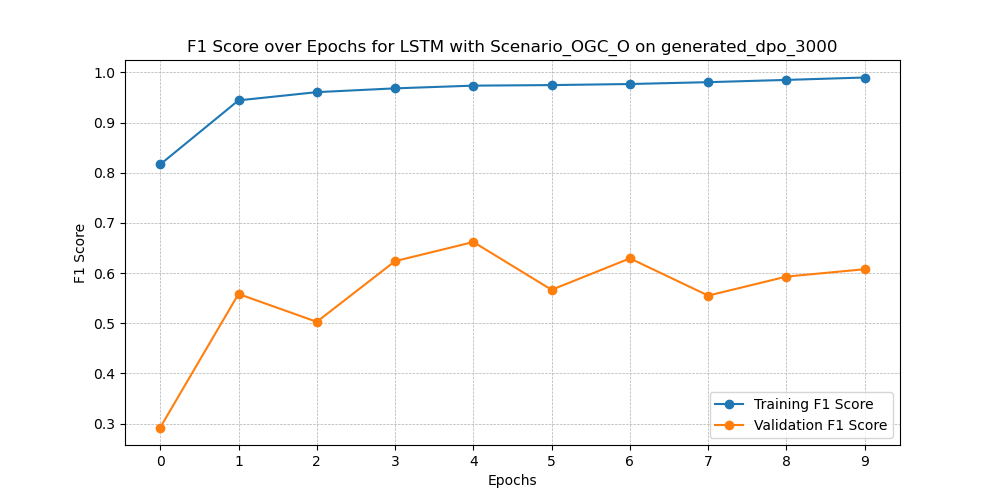 F1 Score over Epochs for LSTM with Scenario_OGC_O on generated_dpo_3000
F1 Score
1.0
0.9
0.8
0.7
0.6
0.5
0.4
0.3
Training F1 Score
Validation F1 Score
0 1 2 3 4 5 6 7 8 9
Epochs